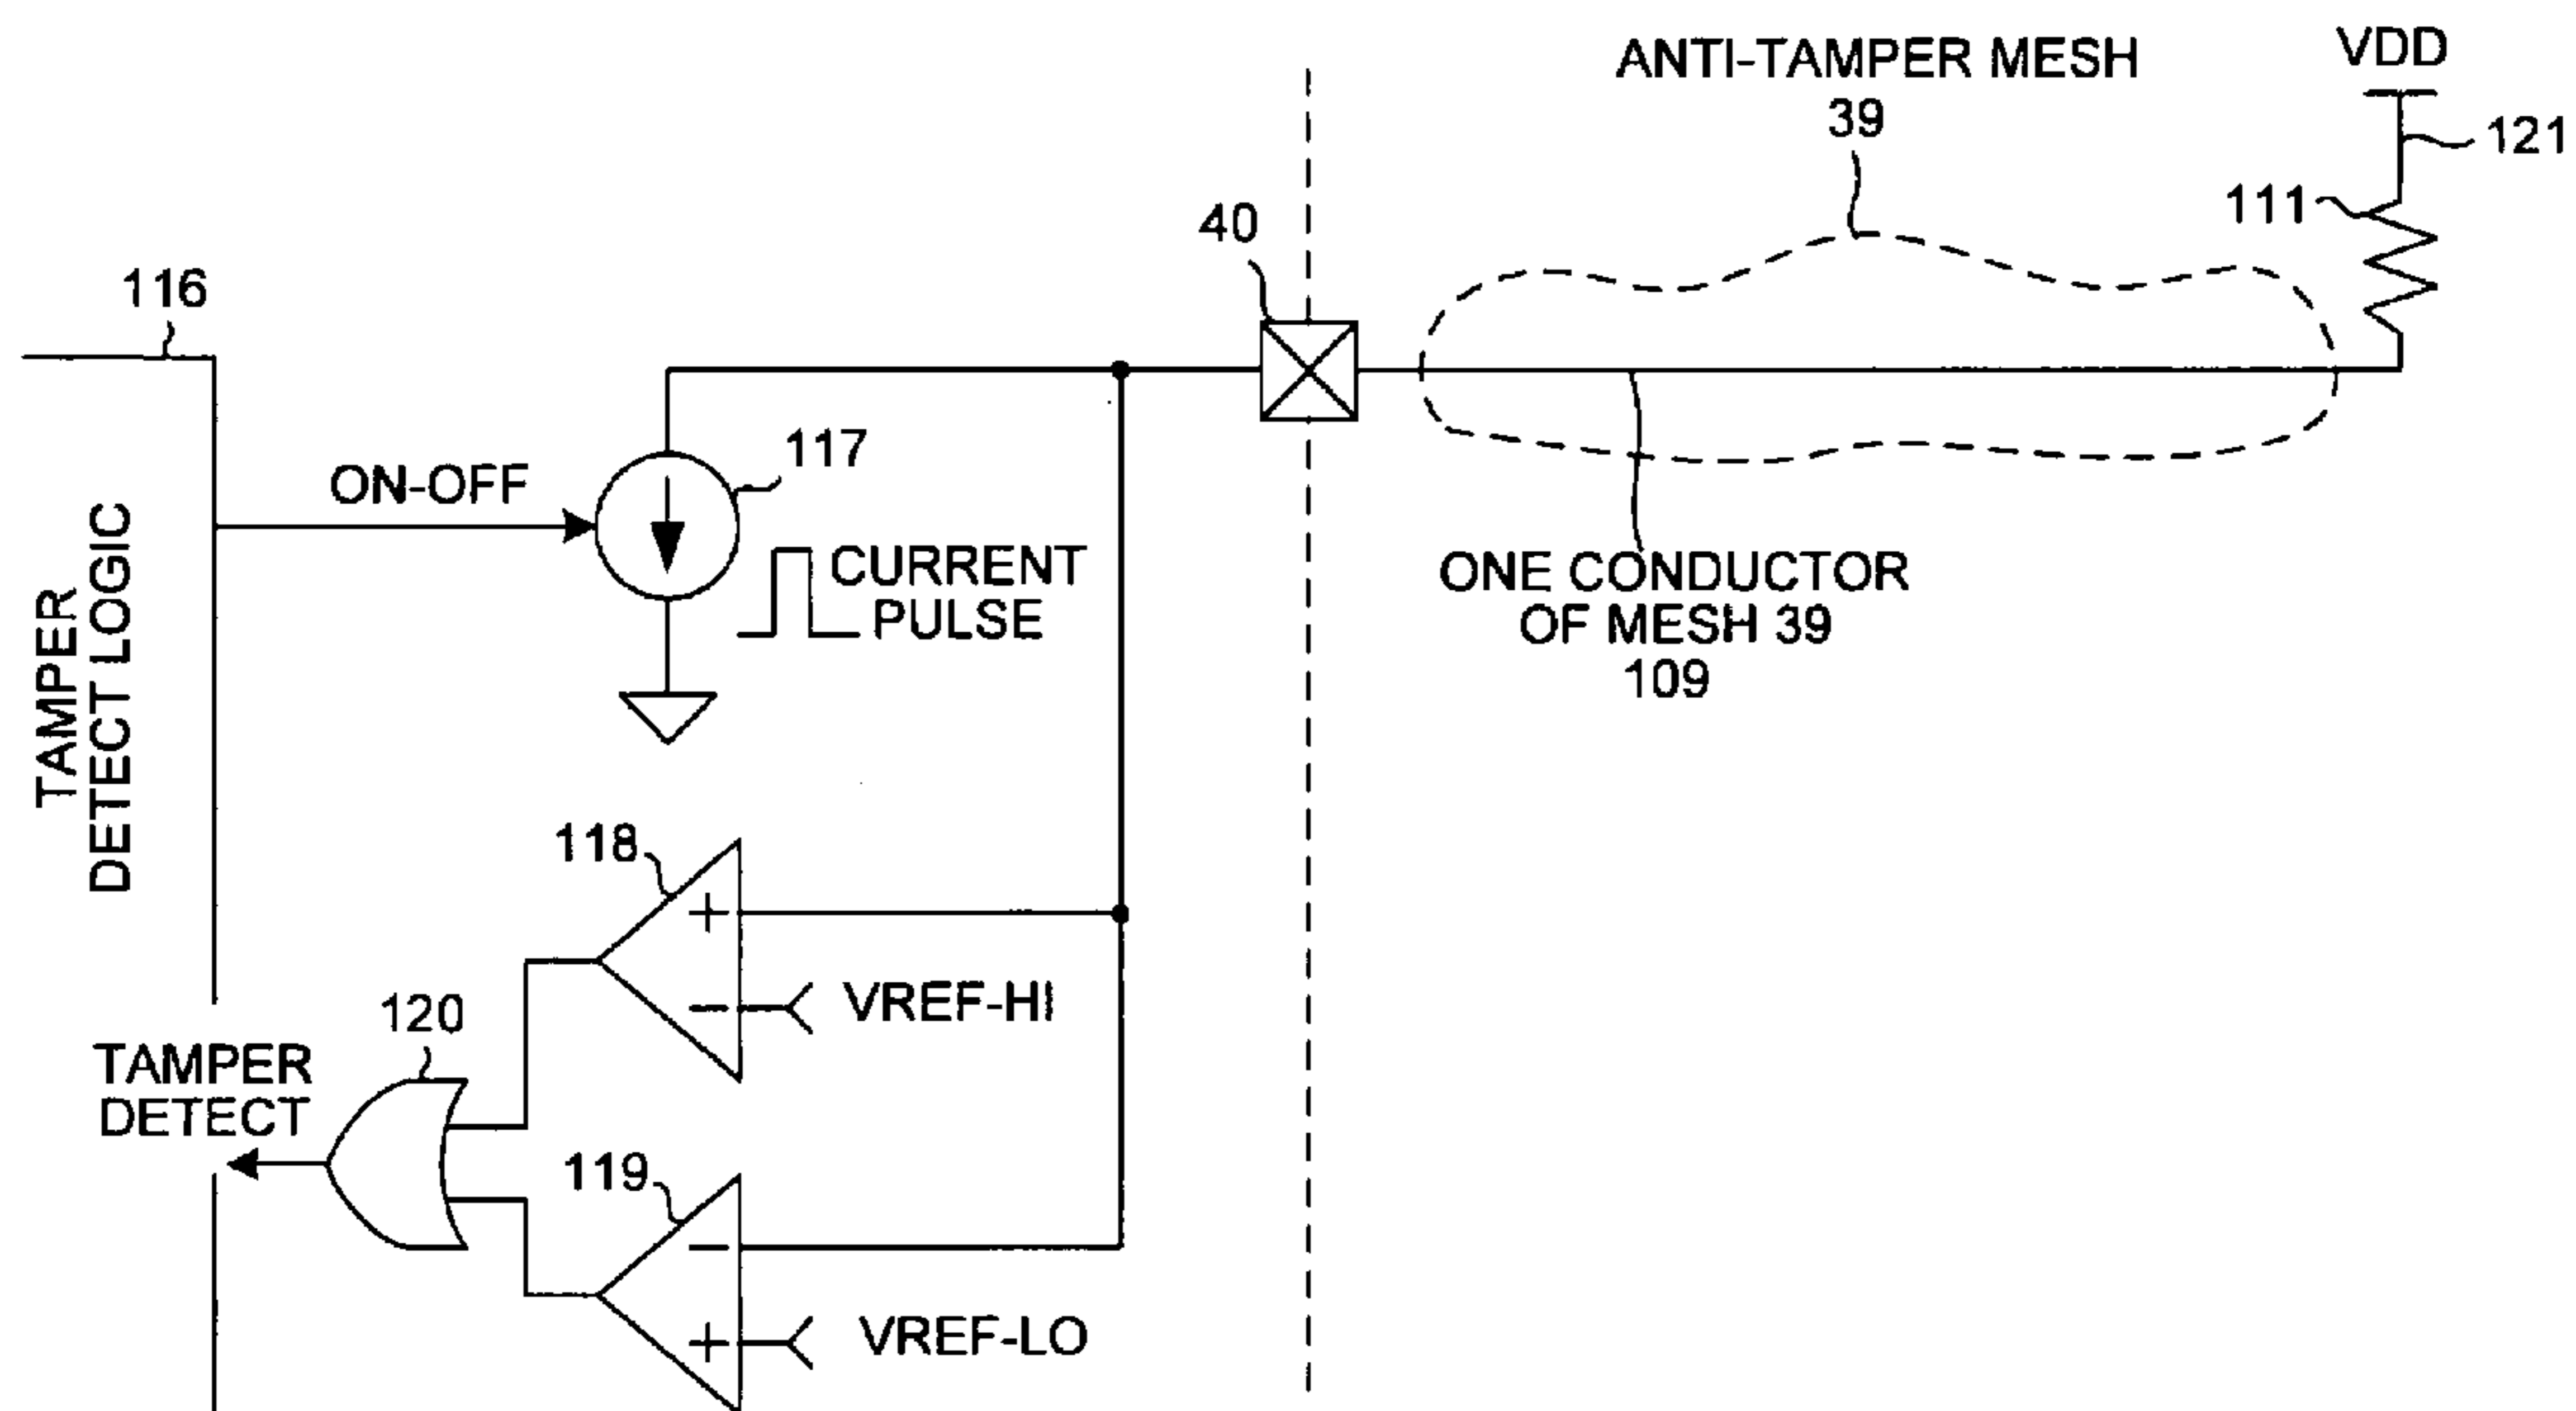 ANTI-TAMPER MESH
39
VDD
121
111
40
116
117
ON-OFF
CURRENT
PULSE
ONE CONDUCTOR
OF MESH 39
109
TAMPER
DETECT LOGIC
118
+
−
VREF-HI
120
TAMPER
DETECT
119
−
+
VREF-LO